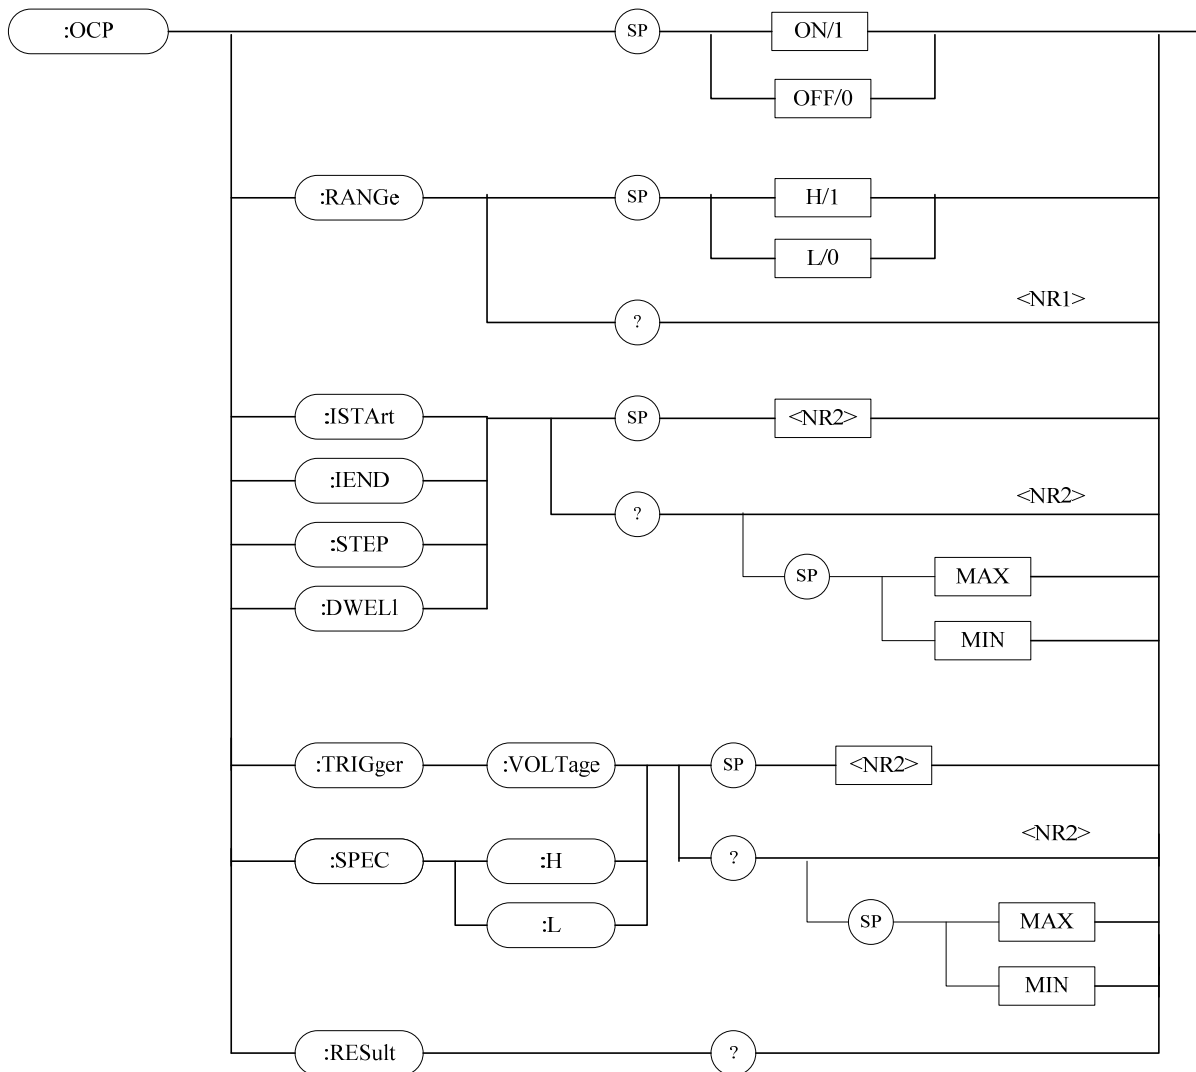 :OCP SP ON/1
OFF/0
:RANGe SP H/1
L/0
? <NR1>
:ISTArt SP <NR2>
:IEND
? <NR2>
:STEP
SP MAX
:DWELl
MIN
:TRIGger :VOLTage SP <NR2>
<NR2>
:SPEC :H ?
:L SP MAX
MIN
:RESult ?